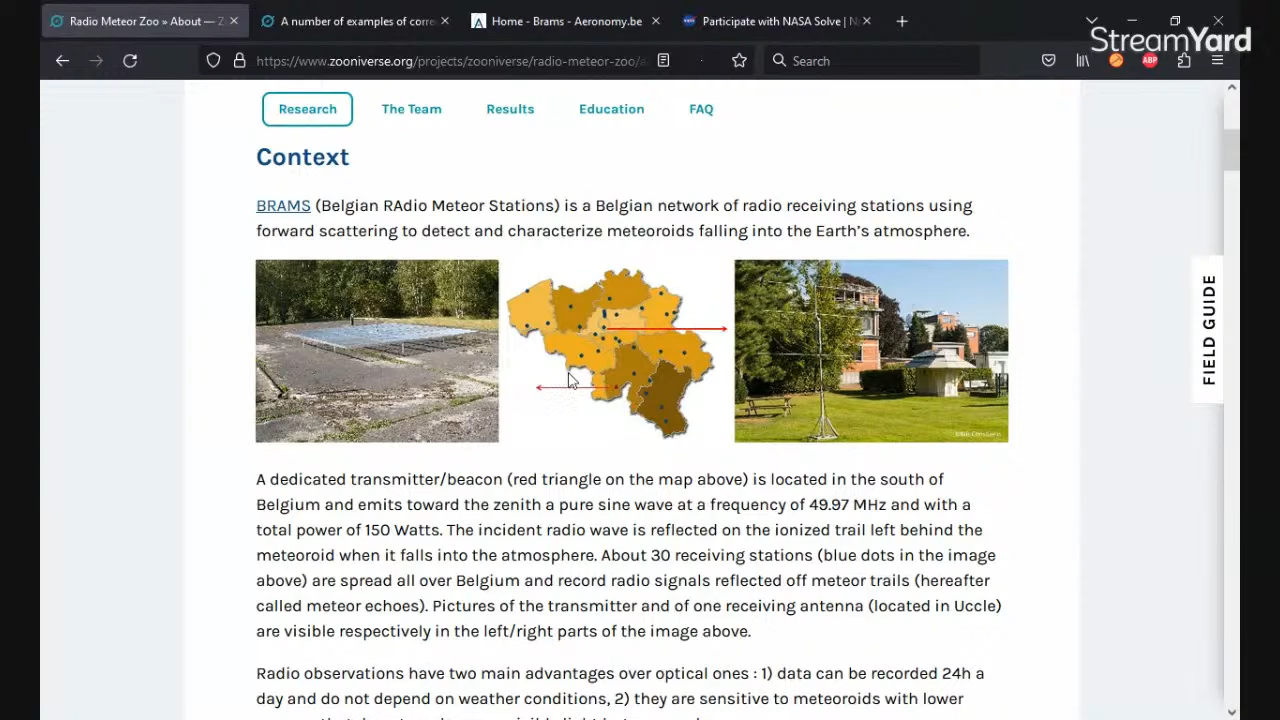 Radio Meteor Zoo » About — Z
A number of examples of corre
Home - Brams - Aeronomy.be
Participate with NASA Solve | N
StreamYard
https://www.zooniverse.org/projects/zooniverse/radio-meteor-zoo/a
Search
ABP
Research
The Team
Results
Education
FAQ
Context
BRAMS (Belgian RAdio Meteor Stations) is a Belgian network of radio receiving stations using
forward scattering to detect and characterize meteoroids falling into the Earth's atmosphere.
FIELD GUIDE
A dedicated transmitter/beacon (red triangle on the map above) is located in the south of
Belgium and emits toward the zenith a pure sine wave at a frequency of 49.97 MHz and with a
total power of 150 Watts. The incident radio wave is reflected on the ionized trail left behind the
meteoroid when it falls into the atmosphere. About 30 receiving stations (blue dots in the image
above) are spread all over Belgium and record radio signals reflected off meteor trails (hereafter
called meteor echoes). Pictures of the transmitter and of one receiving antenna (located in Uccle)
are visible respectively in the left/right parts of the image above.
Radio observations have two main advantages over optical ones : 1) data can be recorded 24h a
day and do not depend on weather conditions, 2) they are sensitive to meteoroids with lower